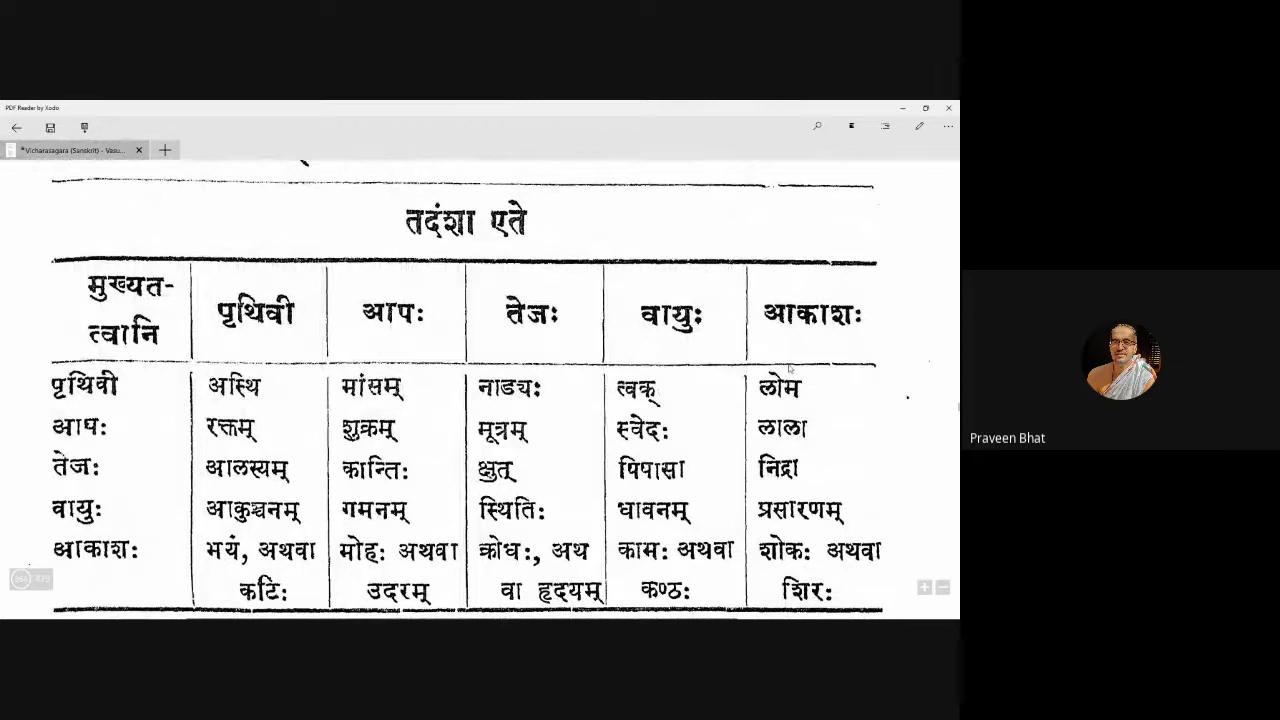 PDF Reader by Xodo
*Vicharasagara (Sanskrit) - Vasu...
तदंशा एते
मुख्यत-
त्वानि
पृथिवी आपः तेजः वायुः आकाशः
पृथिवी अस्थि मांसम् नाड्यः त्वक् लोम
आपः रक्तम् शुक्रम् मूत्रम् स्वेदः लाला
तेजः आलस्यम् कान्तिः क्षुत् पिपासा निद्रा
वायुः आकुञ्चनम् गमनम् स्थितिः धावनम् प्रसारणम्
आकाशः भयं, अथवा मोहः अथवा क्रोधः, अथ कामः अथवा शोकः अथवा
कटिः उदरम् वा हृदयम् कण्ठः शिरः
Praveen Bhat